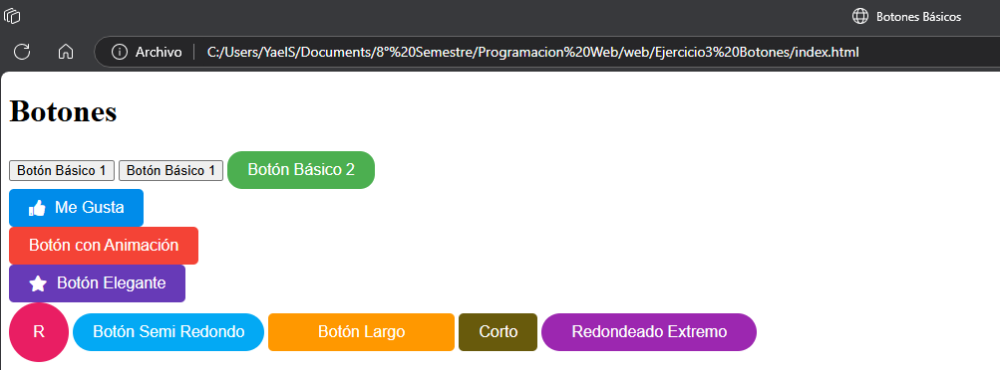 Botones Básicos
Archivo C:/Users/YaelS/Documents/8°%20Semestre/Programacion%20Web/web/Ejercicio3%20Botones/index.html
Botones
Botón Básico 1 Botón Básico 1 Botón Básico 2
Me Gusta
Botón con Animación
Botón Elegante
R Botón Semi Redondo Botón Largo Corto Redondeado Extremo